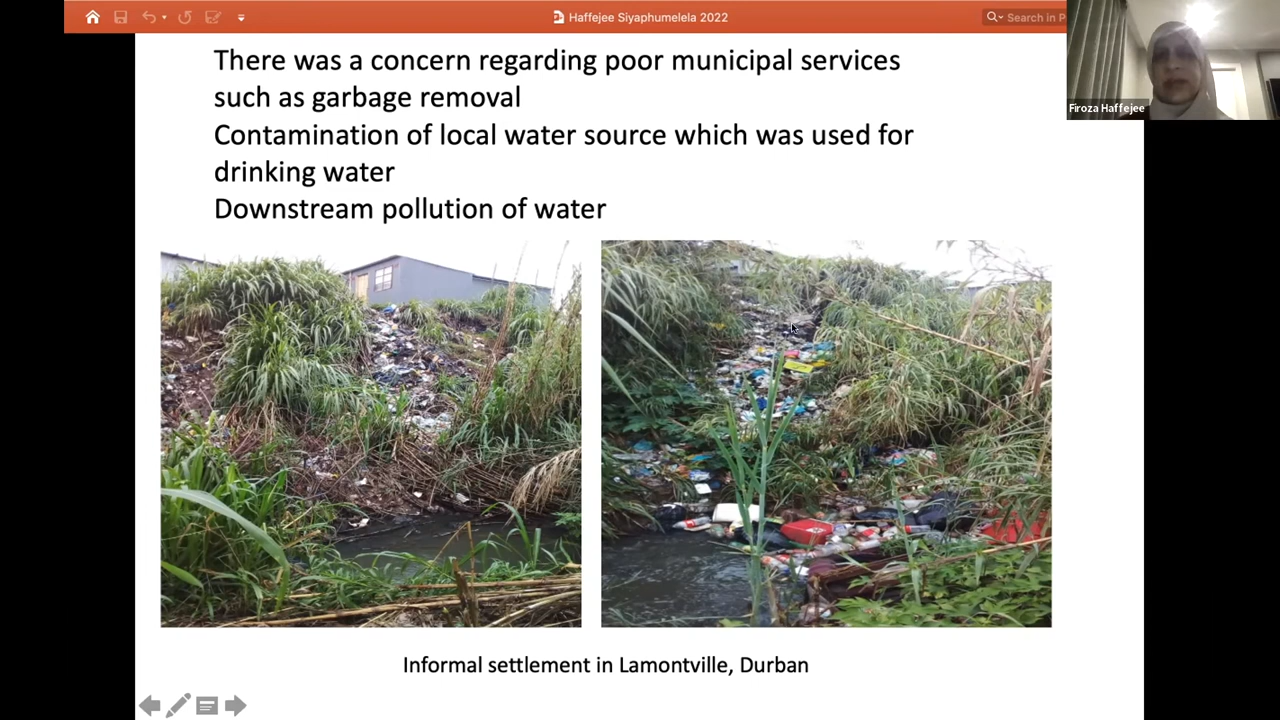 Haffejee Siyaphumelela 2022
Search in P
There was a concern regarding poor municipal services
such as garbage removal
Contamination of local water source which was used for
drinking water
Downstream pollution of water
Firoza Haffejee
Informal settlement in Lamontville, Durban